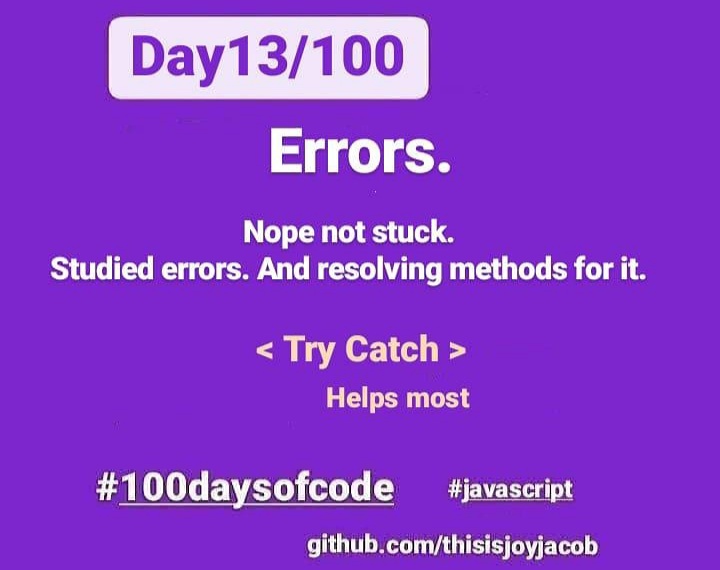 Day13/100
Errors.
Nope not stuck.
Studied errors. And resolving methods for it.
< Try Catch >
Helps most
#100daysofcode #javascript
github.com/thisisjoyjacob